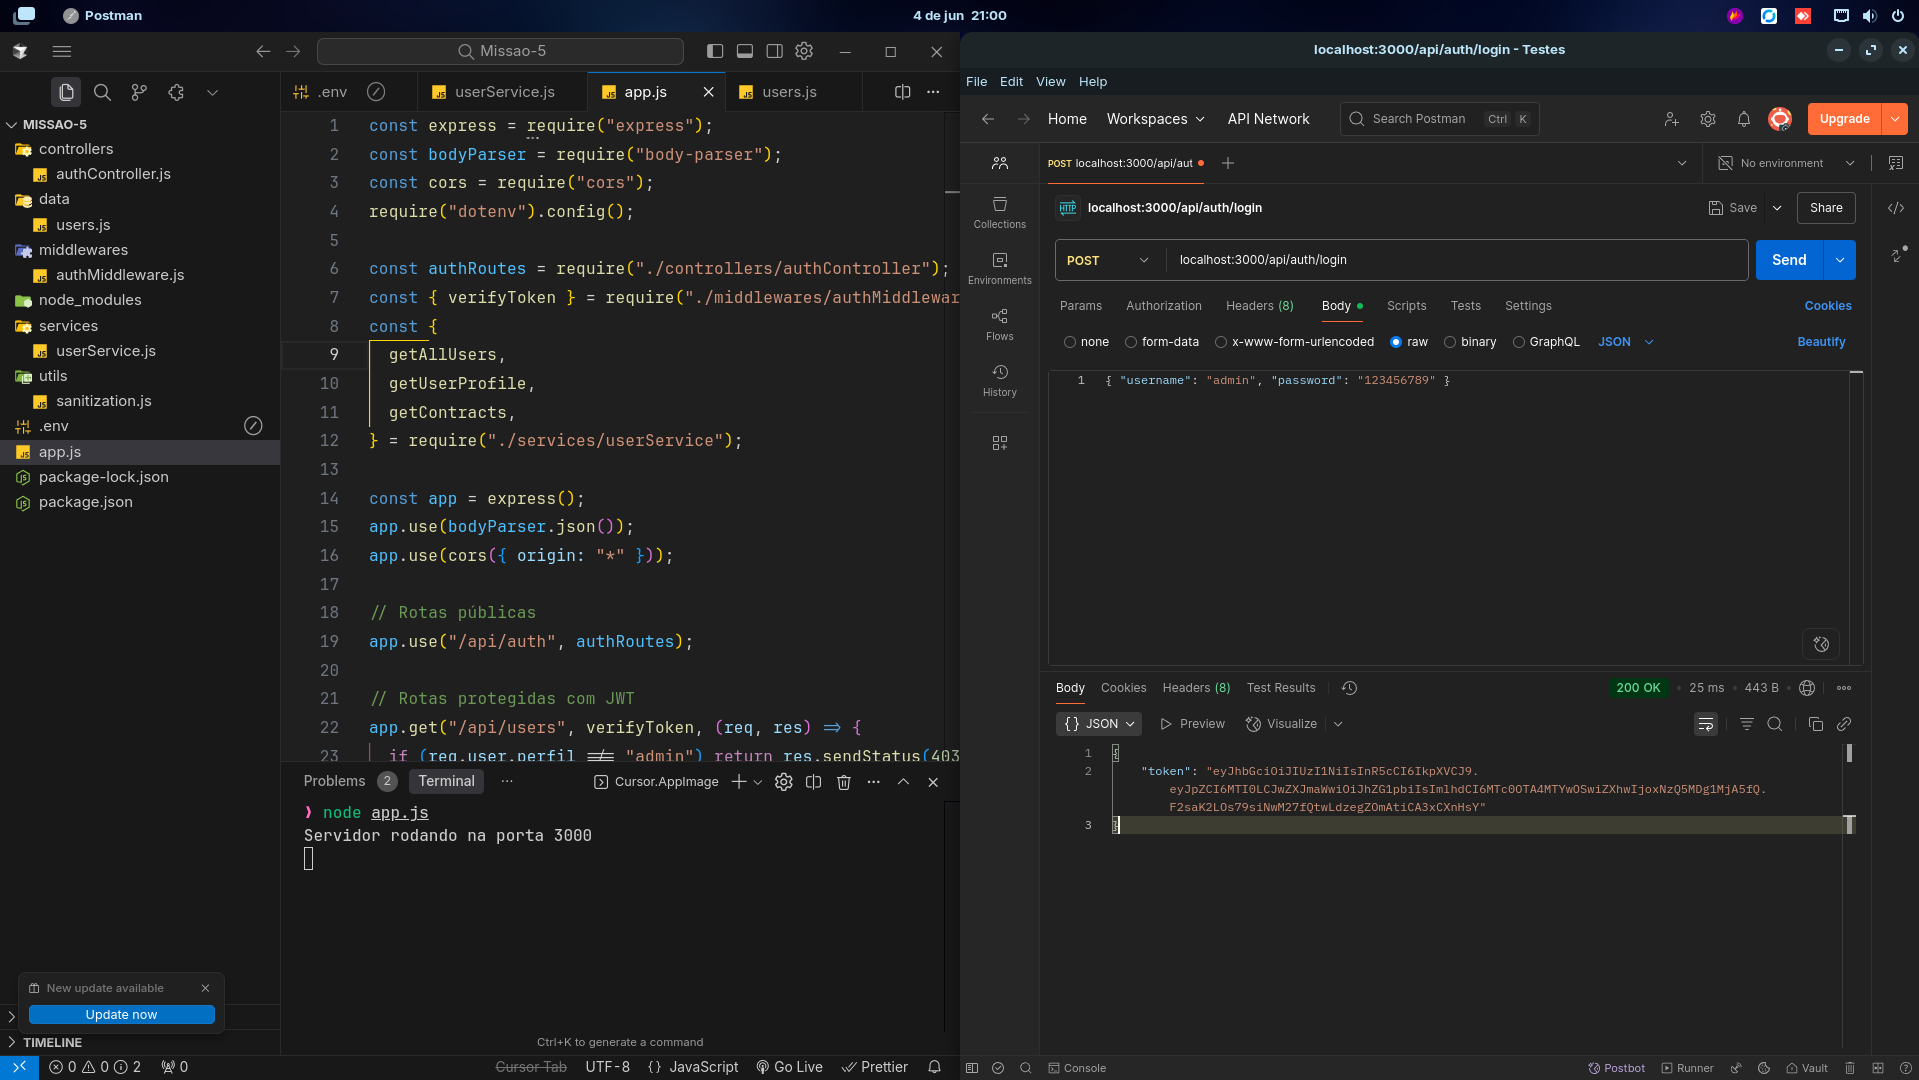 Postman
4 de jun 21:00
Missao-5
.env
userService.js
app.js
users.js
MISSAO-5
controllers
authController.js
data
users.js
middlewares
authMiddleware.js
node_modules
services
userService.js
utils
sanitization.js
.env
app.js
package-lock.json
package.json
1 const express = require("express");
2 const bodyParser = require("body-parser");
3 const cors = require("cors");
4 require("dotenv").config();
5
6 const authRoutes = require("./controllers/authController");
7 const { verifyToken } = require("./middlewares/authMiddlewar
8 const {
9 getAllUsers,
10 getUserProfile,
11 getContracts,
12 } = require("./services/userService");
13
14 const app = express();
15 app.use(bodyParser.json());
16 app.use(cors({ origin: "*" }));
17
18 // Rotas públicas
19 app.use("/api/auth", authRoutes);
20
21 // Rotas protegidas com JWT
22 app.get("/api/users", verifyToken, (req, res) => {
23 if (req.user.perfil !== "admin") return res.sendStatus(403
Problems 2 Terminal ··· Cursor.AppImage
❯ node app.js
Servidor rodando na porta 3000
Ctrl+K to generate a command
New update available
Update now
TIMELINE
0 0 2 0
Cursor Tab UTF-8 {} JavaScript Go Live Prettier
localhost:3000/api/auth/login - Testes
File Edit View Help
Home Workspaces API Network Search Postman Ctrl K Upgrade
POST localhost:3000/api/aut
No environment
HTTP localhost:3000/api/auth/login
Save Share
Collections
Environments
Flows
History
POST localhost:3000/api/auth/login Send
Params Authorization Headers (8) Body Scripts Tests Settings Cookies
none form-data x-www-form-urlencoded raw binary GraphQL JSON Beautify
1 { "username": "admin", "password": "123456789" }
Body Cookies Headers (8) Test Results 200 OK 25 ms 443 B
{} JSON Preview Visualize
1 {
2 "token": "eyJhbGciOiJIUzI1NiIsInR5cCI6IkpXVCJ9.
eyJpZCI6MTI0LCJwZXJmaWwiOiJhZG1pbiIsImlhdCI6MTc0OTA4MTYwOSwiZXhwIjoxNzQ5MDg1MjA5fQ.
F2saK2LOs79siNwM27fQtwLdzegZOmAtiCA3xCXnHsY"
3 }
Console
Postbot Runner Vault